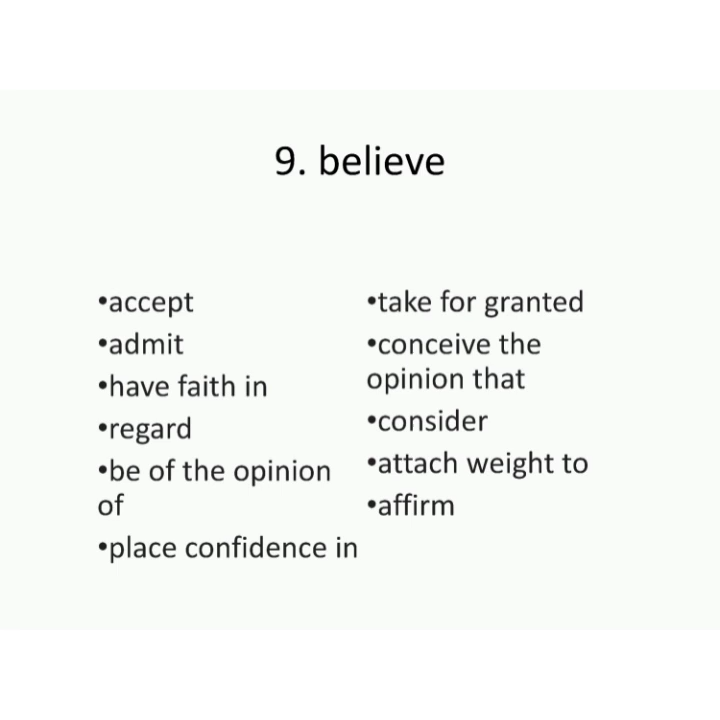 9. believe
•accept
•admit
•have faith in
•regard
•be of the opinion
of
•place confidence in
•take for granted
•conceive the
opinion that
•consider
•attach weight to
•affirm